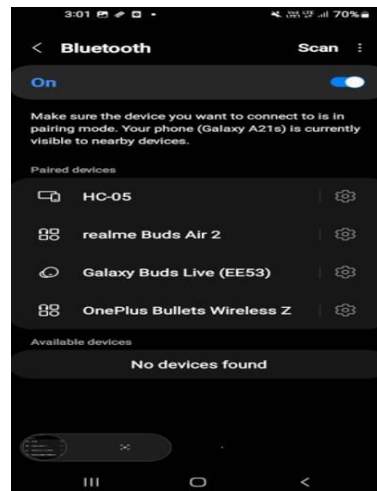 3:01 70%
< Bluetooth Scan
On
Make sure the device you want to connect to is in
pairing mode. Your phone (Galaxy A21s) is currently
visible to nearby devices.
Paired devices
HC-05
realme Buds Air 2
Galaxy Buds Live (EE53)
OnePlus Bullets Wireless Z
Available devices
No devices found